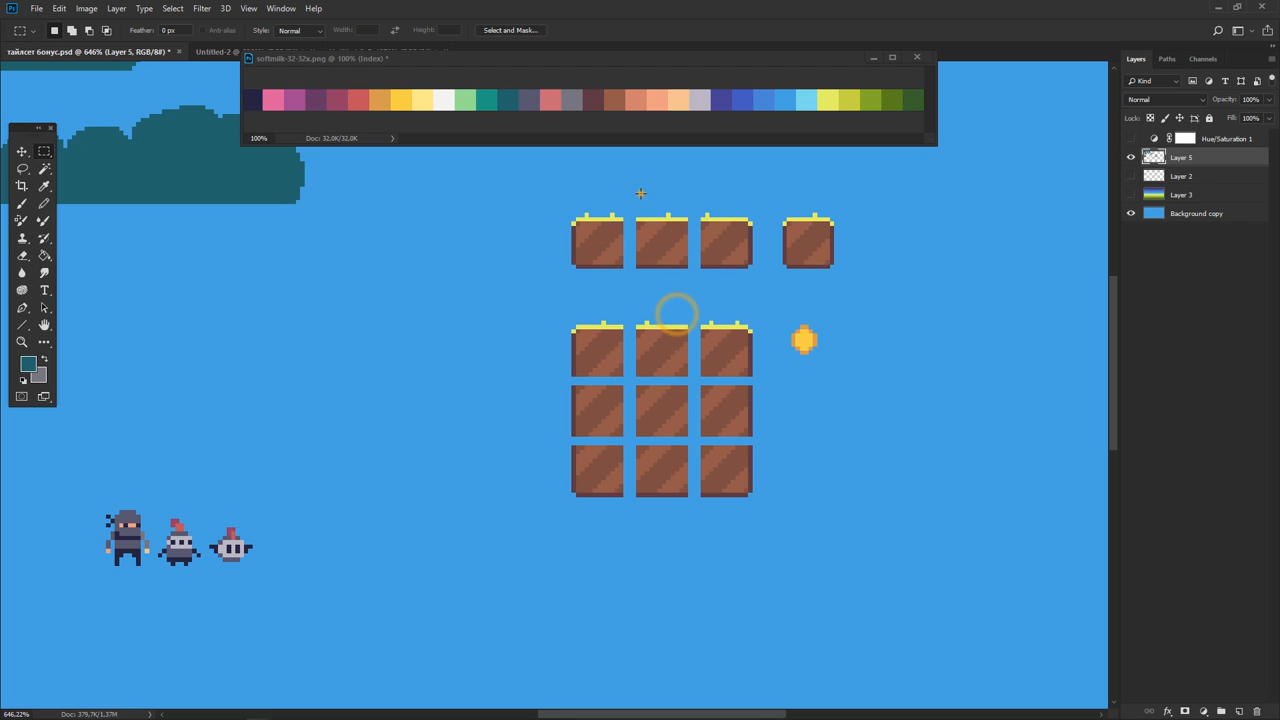 Ps File Edit Image Layer Type Select Filter 3D View Window Help
Feather: 0 px Style: Normal Width: Height: Select and Mask...
тайлсет бонус.psd @ 646% (Layer 5, RGB/8#) * × Untitled-2 @
softmilk-32-32x.png @ 100% (Index) *
100% Doc: 32,0K/32,0K
Layers Paths Channels
Kind
Normal Opacity: 100%
Lock: Fill: 100%
Hue/Saturation 1
Layer 5
Layer 2
Layer 3
Background copy
646,22% Doc: 379,7K/1,37M